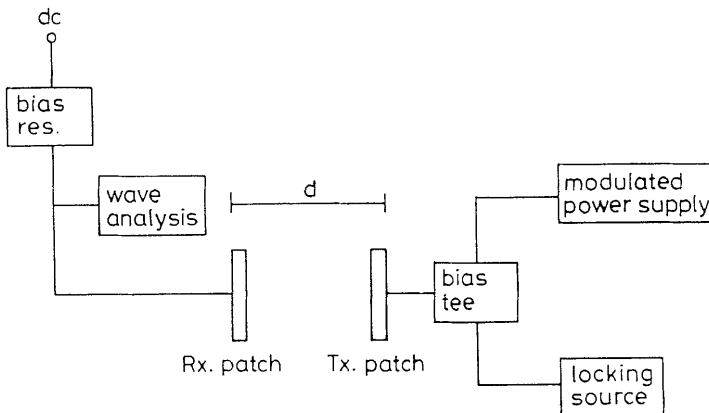 dc
bias
res.
wave
analysis
d
modulated
power supply
bias
tee
Rx. patch
Tx. patch
locking
source